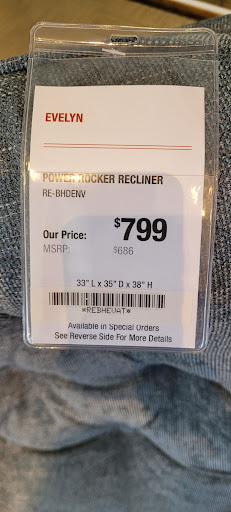 EVELYN
POWER ROCKER RECLINER
RE-BHDENV
Our Price: $799
MSRP: $686
33" L x 35" D x 38" H
*REBHEVAT*
Available in Special Orders
See Reverse Side For More Details